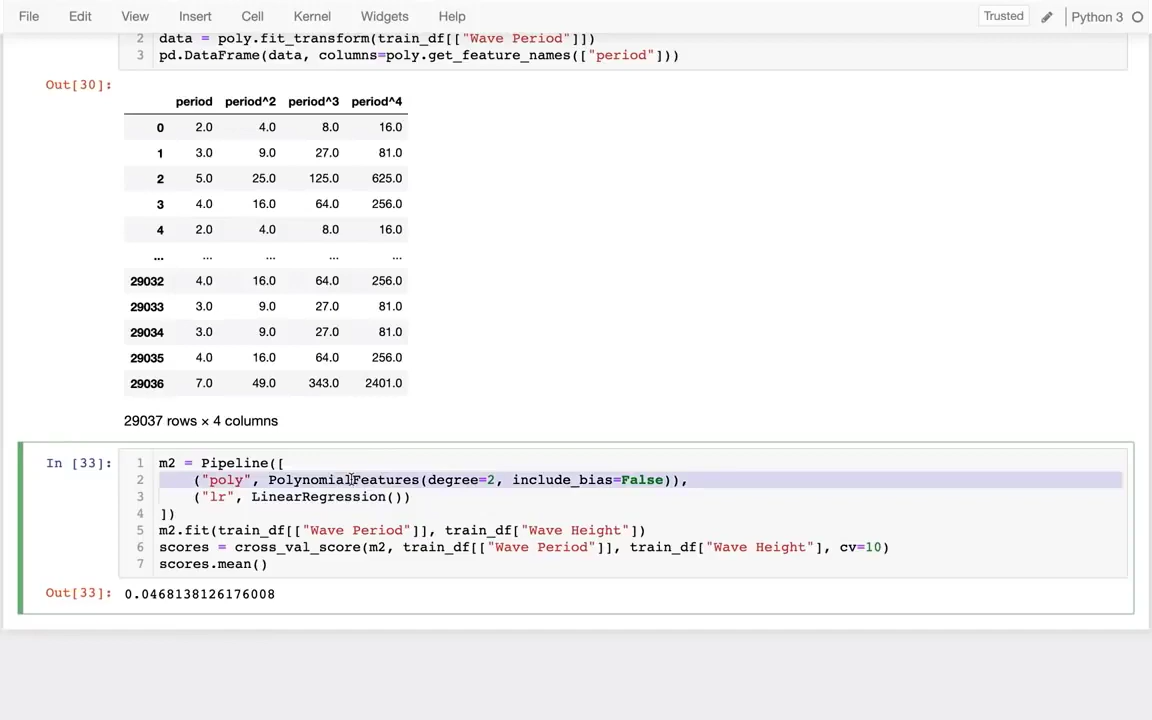 File Edit View Insert Cell Kernel Widgets Help Trusted Python 3
2 data = poly.fit_transform(train_df[["Wave Period"]])
3 pd.DataFrame(data, columns=poly.get_feature_names(["period"]))
Out[30]:
period period^2 period^3 period^4
0 2.0 4.0 8.0 16.0
1 3.0 9.0 27.0 81.0
2 5.0 25.0 125.0 625.0
3 4.0 16.0 64.0 256.0
4 2.0 4.0 8.0 16.0
... ... ... ... ...
29032 4.0 16.0 64.0 256.0
29033 3.0 9.0 27.0 81.0
29034 3.0 9.0 27.0 81.0
29035 4.0 16.0 64.0 256.0
29036 7.0 49.0 343.0 2401.0
29037 rows × 4 columns
In [33]: 1 m2 = Pipeline([
2 ("poly", PolynomialFeatures(degree=2, include_bias=False)),
3 ("lr", LinearRegression())
4 ])
5 m2.fit(train_df[["Wave Period"]], train_df["Wave Height"])
6 scores = cross_val_score(m2, train_df[["Wave Period"]], train_df["Wave Height"], cv=10)
7 scores.mean()
Out[33]: 0.0468138126176008